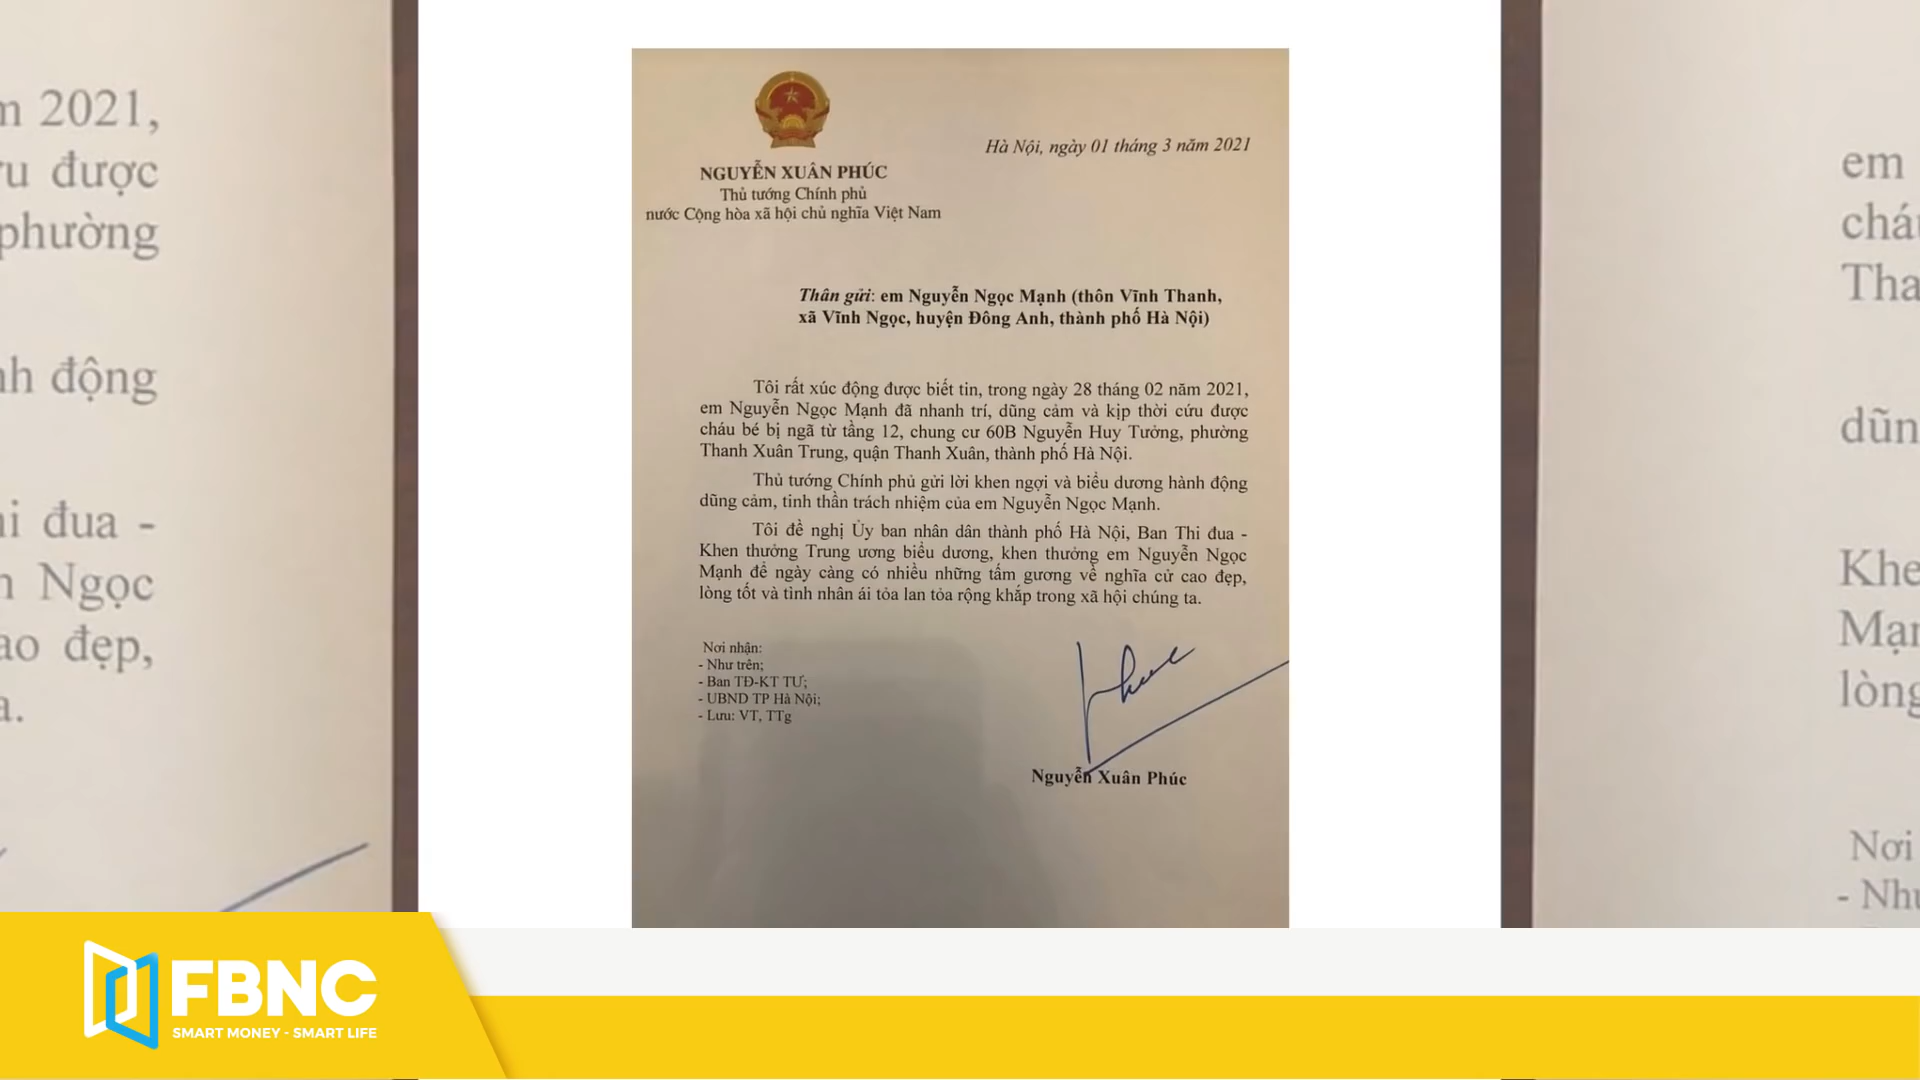 NGUYỄN XUÂN PHÚC
Thủ tướng Chính phủ
nước Cộng hòa xã hội chủ nghĩa Việt Nam
Hà Nội, ngày 01 tháng 3 năm 2021
Thân gửi: em Nguyễn Ngọc Mạnh (thôn Vĩnh Thanh,
xã Vĩnh Ngọc, huyện Đông Anh, thành phố Hà Nội)
Tôi rất xúc động được biết tin, trong ngày 28 tháng 02 năm 2021,
em Nguyễn Ngọc Mạnh đã nhanh trí, dũng cảm và kịp thời cứu được
cháu bé bị ngã từ tầng 12, chung cư 60B Nguyễn Huy Tưởng, phường
Thanh Xuân Trung, quận Thanh Xuân, thành phố Hà Nội.
Thủ tướng Chính phủ gửi lời khen ngợi và biểu dương hành động
dũng cảm, tinh thần trách nhiệm của em Nguyễn Ngọc Mạnh.
Tôi đề nghị Ủy ban nhân dân thành phố Hà Nội, Ban Thi đua -
Khen thưởng Trung ương biểu dương, khen thưởng em Nguyễn Ngọc
Mạnh để ngày càng có nhiều những tấm gương về nghĩa cử cao đẹp,
lòng tốt và tình nhân ái tỏa lan tỏa rộng khắp trong xã hội chúng ta.
Nơi nhận:
- Như trên;
- Ban TĐ-KT TƯ;
- UBND TP Hà Nội;
- Lưu: VT, TTg
Phuc
Nguyễn Xuân Phúc
2021,
được
phường
động
đua -
Ngọc
đẹp,
em
Nơi
FBNC
SMART MONEY - SMART LIFE